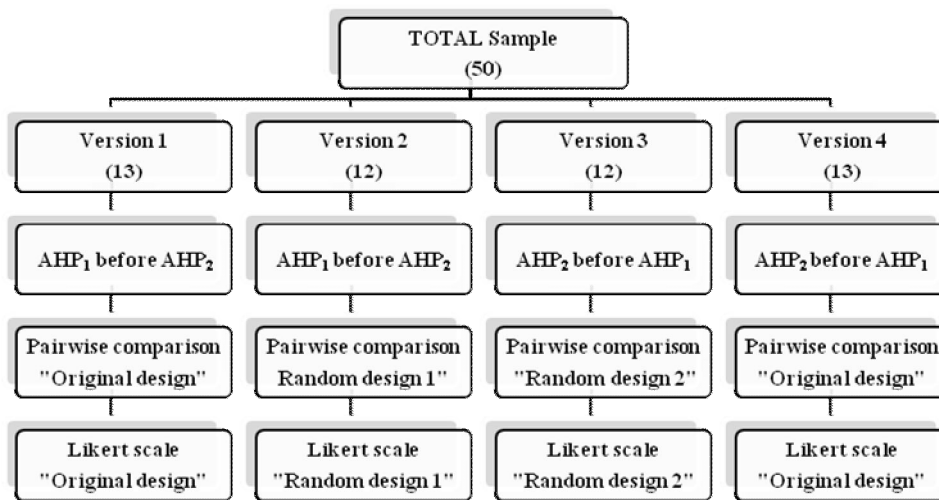 TOTAL Sample
(50)
Version 1
(13)
Version 2
(12)
Version 3
(12)
Version 4
(13)
AHP₁ before AHP₂
AHP₁ before AHP₂
AHP₂ before AHP₁
AHP₂ before AHP₁
Pairwise comparison
"Original design"
Pairwise comparison
Random design 1"
Pairwise comparison
"Random design 2"
Pairwise comparison
"Original design"
Likert scale
"Original design"
Likert scale
"Random design 1"
Likert scale
"Random design 2"
Likert scale
"Original design"